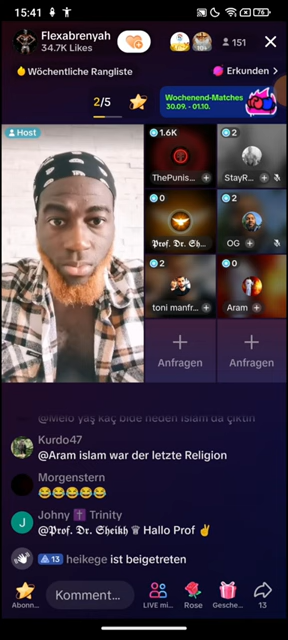 15:41
76
Flexabrenyah
34.7K Likes
151
Wöchentliche Rangliste
Erkunden >
2/5
Wochenend-Matches
30.09. - 01.10.
Host
1.6K
ThePunis...
2
StayR...
0
𝔓𝔯𝔬𝔣. 𝔇𝔯. 𝔖𝔥...
2
OG
2
toni manfr...
0
Aram
Anfragen
Anfragen
@Melo yaş kaç bide neden islam da çıktın
Kurdo47
@Aram islam war der letzte Religion
Morgenstern
😂😂😂😂😂
J
Johny ✝️ Trinity
@𝔓𝔯𝔬𝔣. 𝔇𝔯. 𝔖𝔥𝔢𝔦𝔨𝔥 ♕ Hallo Prof ✌️
13 heikege ist beigetreten
Abonn...
Komment...
LIVE mi...
Rose
Gesche...
13